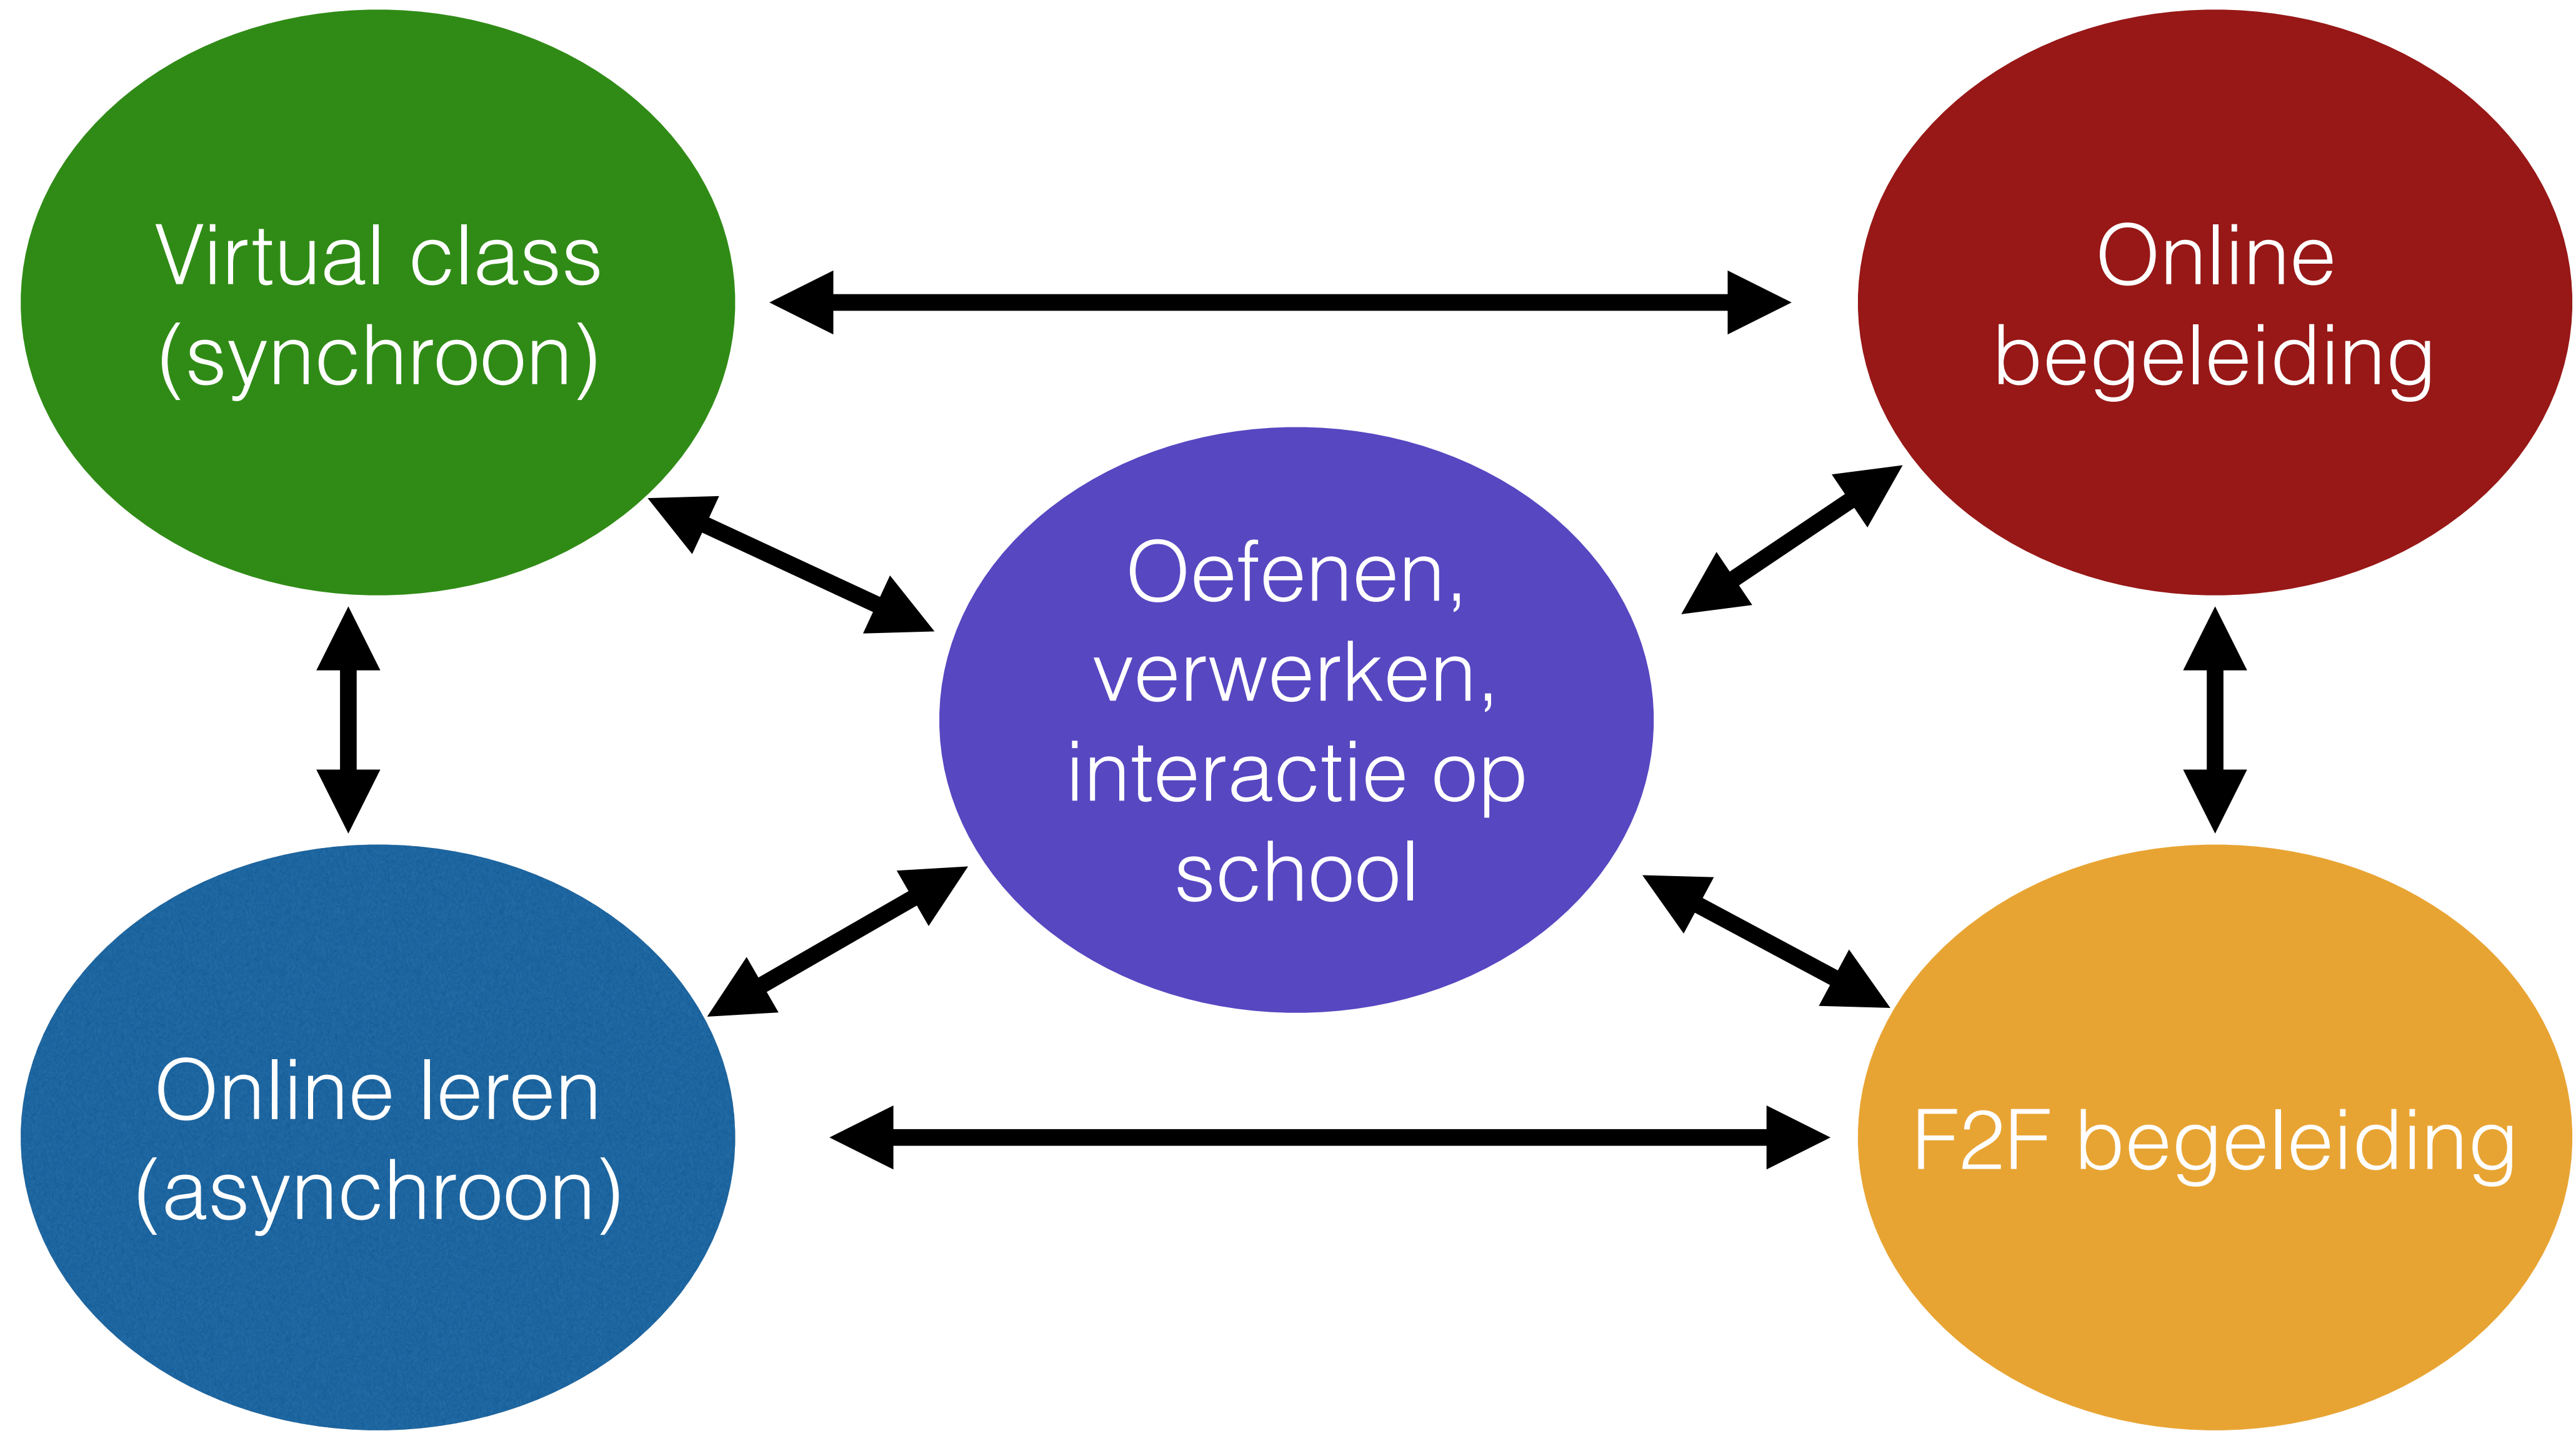 Virtual class
(synchroon)
Online
begeleiding
Oefenen,
verwerken,
interactie op
school
Online leren
(asynchroon)
F2F begeleiding